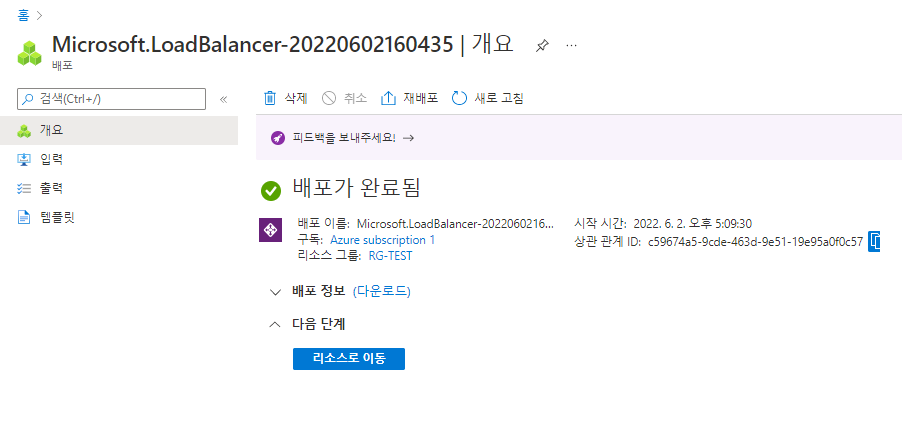 홈
Microsoft.LoadBalancer-20220602160435 | 개요 ...
배포
검색(Ctrl+/) «
삭제 취소 재배포 새로 고침
개요
입력
출력
템플릿
피드백을 보내주세요! →
배포가 완료됨
배포 이름: Microsoft.LoadBalancer-2022060216... 시작 시간: 2022. 6. 2. 오후 5:09:30
구독: Azure subscription 1 상관 관계 ID: c59674a5-9cde-463d-9e51-19e95a0f0c57
리소스 그룹: RG-TEST
배포 정보 (다운로드)
다음 단계
리소스로 이동